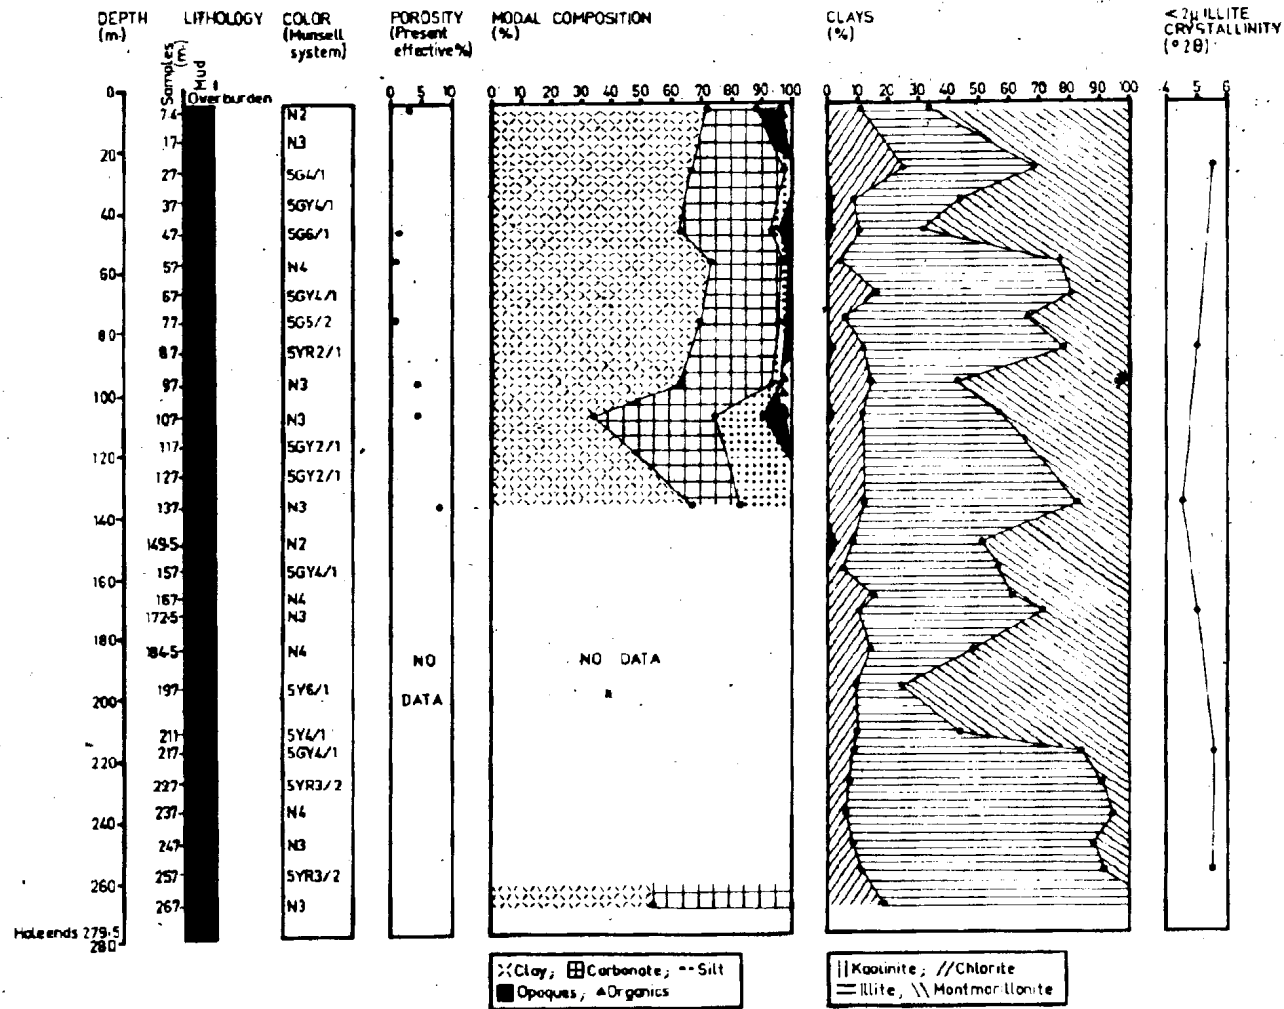 DEPTH
(m.)
LITHOLOGY
COLOR
(Munsell
system)
POROSITY
(Present
effective%)
MODAL COMPOSITION
(%)
CLAYS
(%)
<2μ ILLITE
CRYSTALLINITY
(°2θ)
Samples
(m.)
Mud
Overburden
0 5 10
0 10 20 30 40 50 60 70 80 90 100
0 10 20 30 40 50 60 70 80 90 100
4 5 6
0
20
40
60
80
100
120
140
160
180
200
220
240
260
Hole ends 279.5
280
7.4 N2
17 N3
27 5G4/1
37 5GY4/1
47 5G6/1
57 N4
67 5GY4/1
77 5G5/2
87 5YR2/1
97 N3
107 N3
117 5GY2/1
127 5GY2/1
137 N3
149.5 N2
157 5GY4/1
167 N4
172.5 N3
184.5 N4
197 5Y6/1
211 5Y4/1
217 5GY4/1
227 5YR3/2
237 N4
247 N3
257 5YR3/2
267 N3
NO
DATA
NO DATA
Clay; Carbonate; Silt
Opaques; Organics
Kaolinite; Chlorite
Illite, Montmorillonite